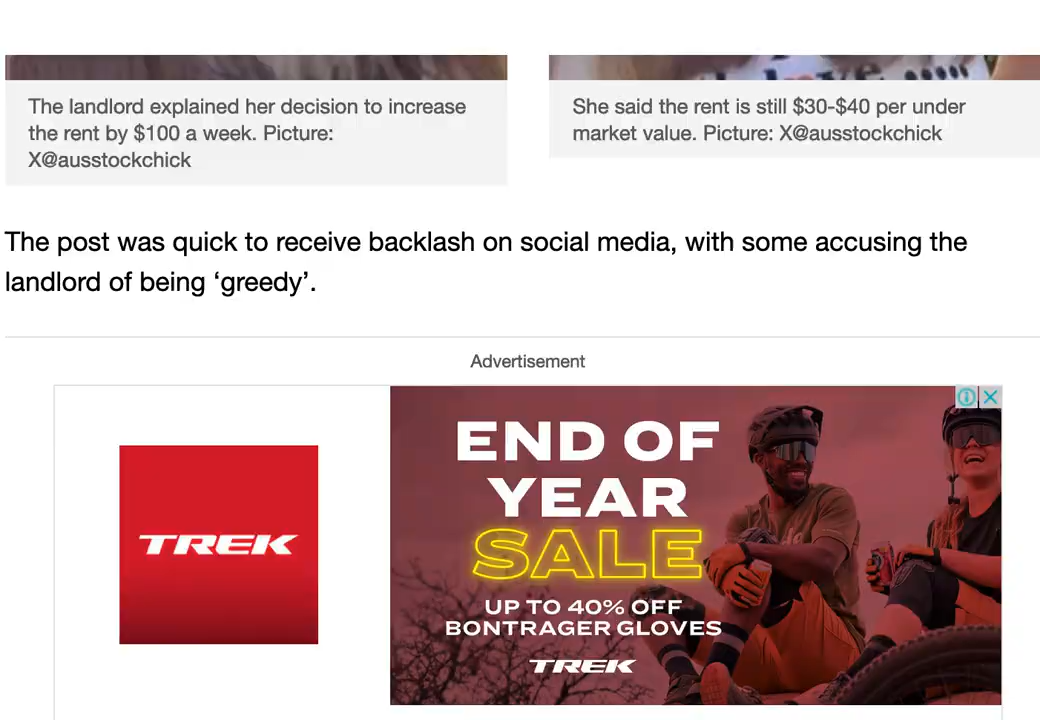 The landlord explained her decision to increase
the rent by $100 a week. Picture:
X@ausstockchick
She said the rent is still $30-$40 per under
market value. Picture: X@ausstockchick
The post was quick to receive backlash on social media, with some accusing the
landlord of being ‘greedy’.
Advertisement
TREK
END OF
YEAR
SALE
UP TO 40% OFF
BONTRAGER GLOVES
TREK